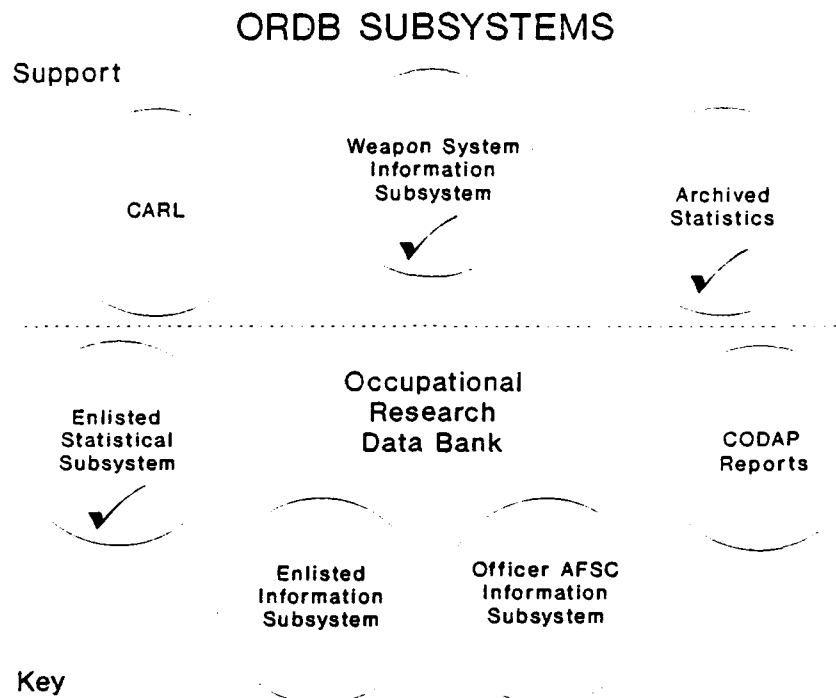 ORDB SUBSYSTEMS
Support
CARL
Weapon System
Information
Subsystem
Archived
Statistics
Enlisted
Statistical
Subsystem
Occupational
Research
Data Bank
CODAP
Reports
Enlisted
Information
Subsystem
Officer AFSC
Information
Subsystem
Key